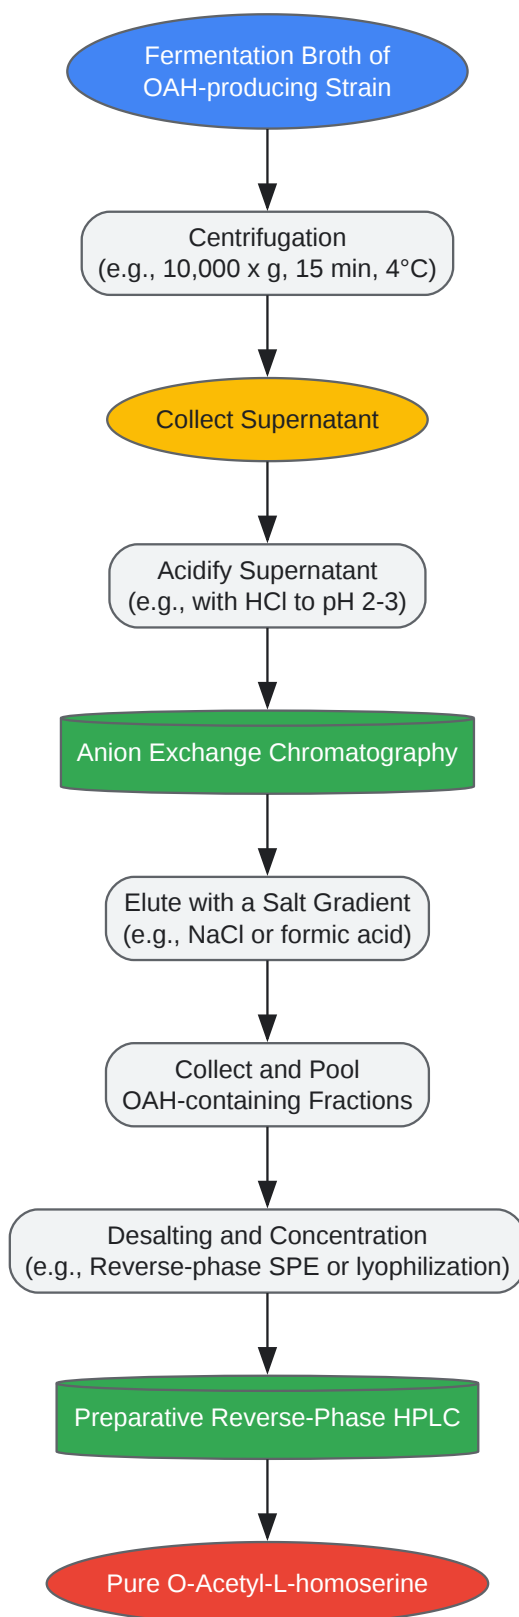 Fermentation Broth of
OAH-producing Strain
Centrifugation
(e.g., 10,000 x g, 15 min, 4°C)
Collect Supernatant
Acidify Supernatant
(e.g., with HCl to pH 2-3)
Anion Exchange Chromatography
Elute with a Salt Gradient
(e.g., NaCl or formic acid)
Collect and Pool
OAH-containing Fractions
Desalting and Concentration
(e.g., Reverse-phase SPE or lyophilization)
Preparative Reverse-Phase HPLC
Pure O-Acetyl-L-homoserine